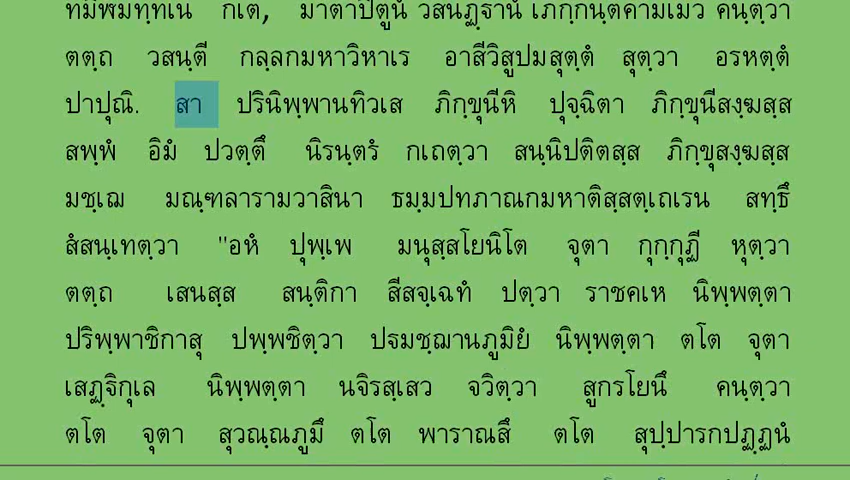 ตตฺถ วสนฺตี กลฺลกมหาวิหาเร อาสีวิสูปมสุตฺตํ สุตฺวา อรหตฺตํ
ปาปุณิ. สา ปรินิพฺพานทิวเส ภิกฺขุนีหิ ปุจฺฉิตา ภิกฺขุนีสงฺฆสฺส
สพฺพํ อิมํ ปวตฺตึ นิรนฺตรํ กเถตฺวา สนฺนิปติตสฺส ภิกฺขุสงฺฆสฺส
มชฺเฌ มณฺฑลารามวาสินา ธมฺมปทภาณกมหาติสฺสตฺเถเรน สทฺธึ
สํสนฺเทตฺวา "อหํ ปุพฺเพ มนุสฺสโยนิโต จุตา กุกฺกุฏี หุตฺวา
ตตฺถ เสนสฺส สนฺติกา สีสจฺเฉทํ ปตฺวา ราชคเห นิพฺพตฺตา
ปริพฺพาชิกาสุ ปพฺพชิตฺวา ปฐมชฺฌานภูมิยํ นิพฺพตฺตา ตโต จุตา
เสฏฺฐิกุเล นิพฺพตฺตา นจิรสฺเสว จวิตฺวา สูกรโยนึ คนฺตฺวา
ตโต จุตา สุวณฺณภูมึ ตโต พาราณสึ ตโต สุปฺปารกปฏฺฏนํ